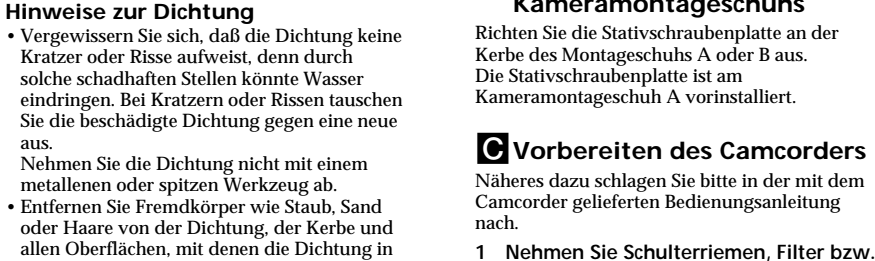 Hinweise zur Dichtung
• Vergewissern Sie sich, daß die Dichtung keine
Kratzer oder Risse aufweist, denn durch
solche schadhaften Stellen könnte Wasser
eindringen. Bei Kratzern oder Rissen tauschen
Sie die beschädigte Dichtung gegen eine neue
aus.
Nehmen Sie die Dichtung nicht mit einem
metallenen oder spitzen Werkzeug ab.
• Entfernen Sie Fremdkörper wie Staub, Sand
oder Haare von der Dichtung, der Kerbe und
allen Oberflächen, mit denen die Dichtung in
Kameramontageschuhs
Richten Sie die Stativschraubenplatte an der
Kerbe des Montageschuhs A oder B aus.
Die Stativschraubenplatte ist am
Kameramontageschuh A vorinstalliert.
C Vorbereiten des Camcorders
Näheres dazu schlagen Sie bitte in der mit dem
Camcorder gelieferten Bedienungsanleitung
nach.
1 Nehmen Sie Schulterriemen, Filter bzw.